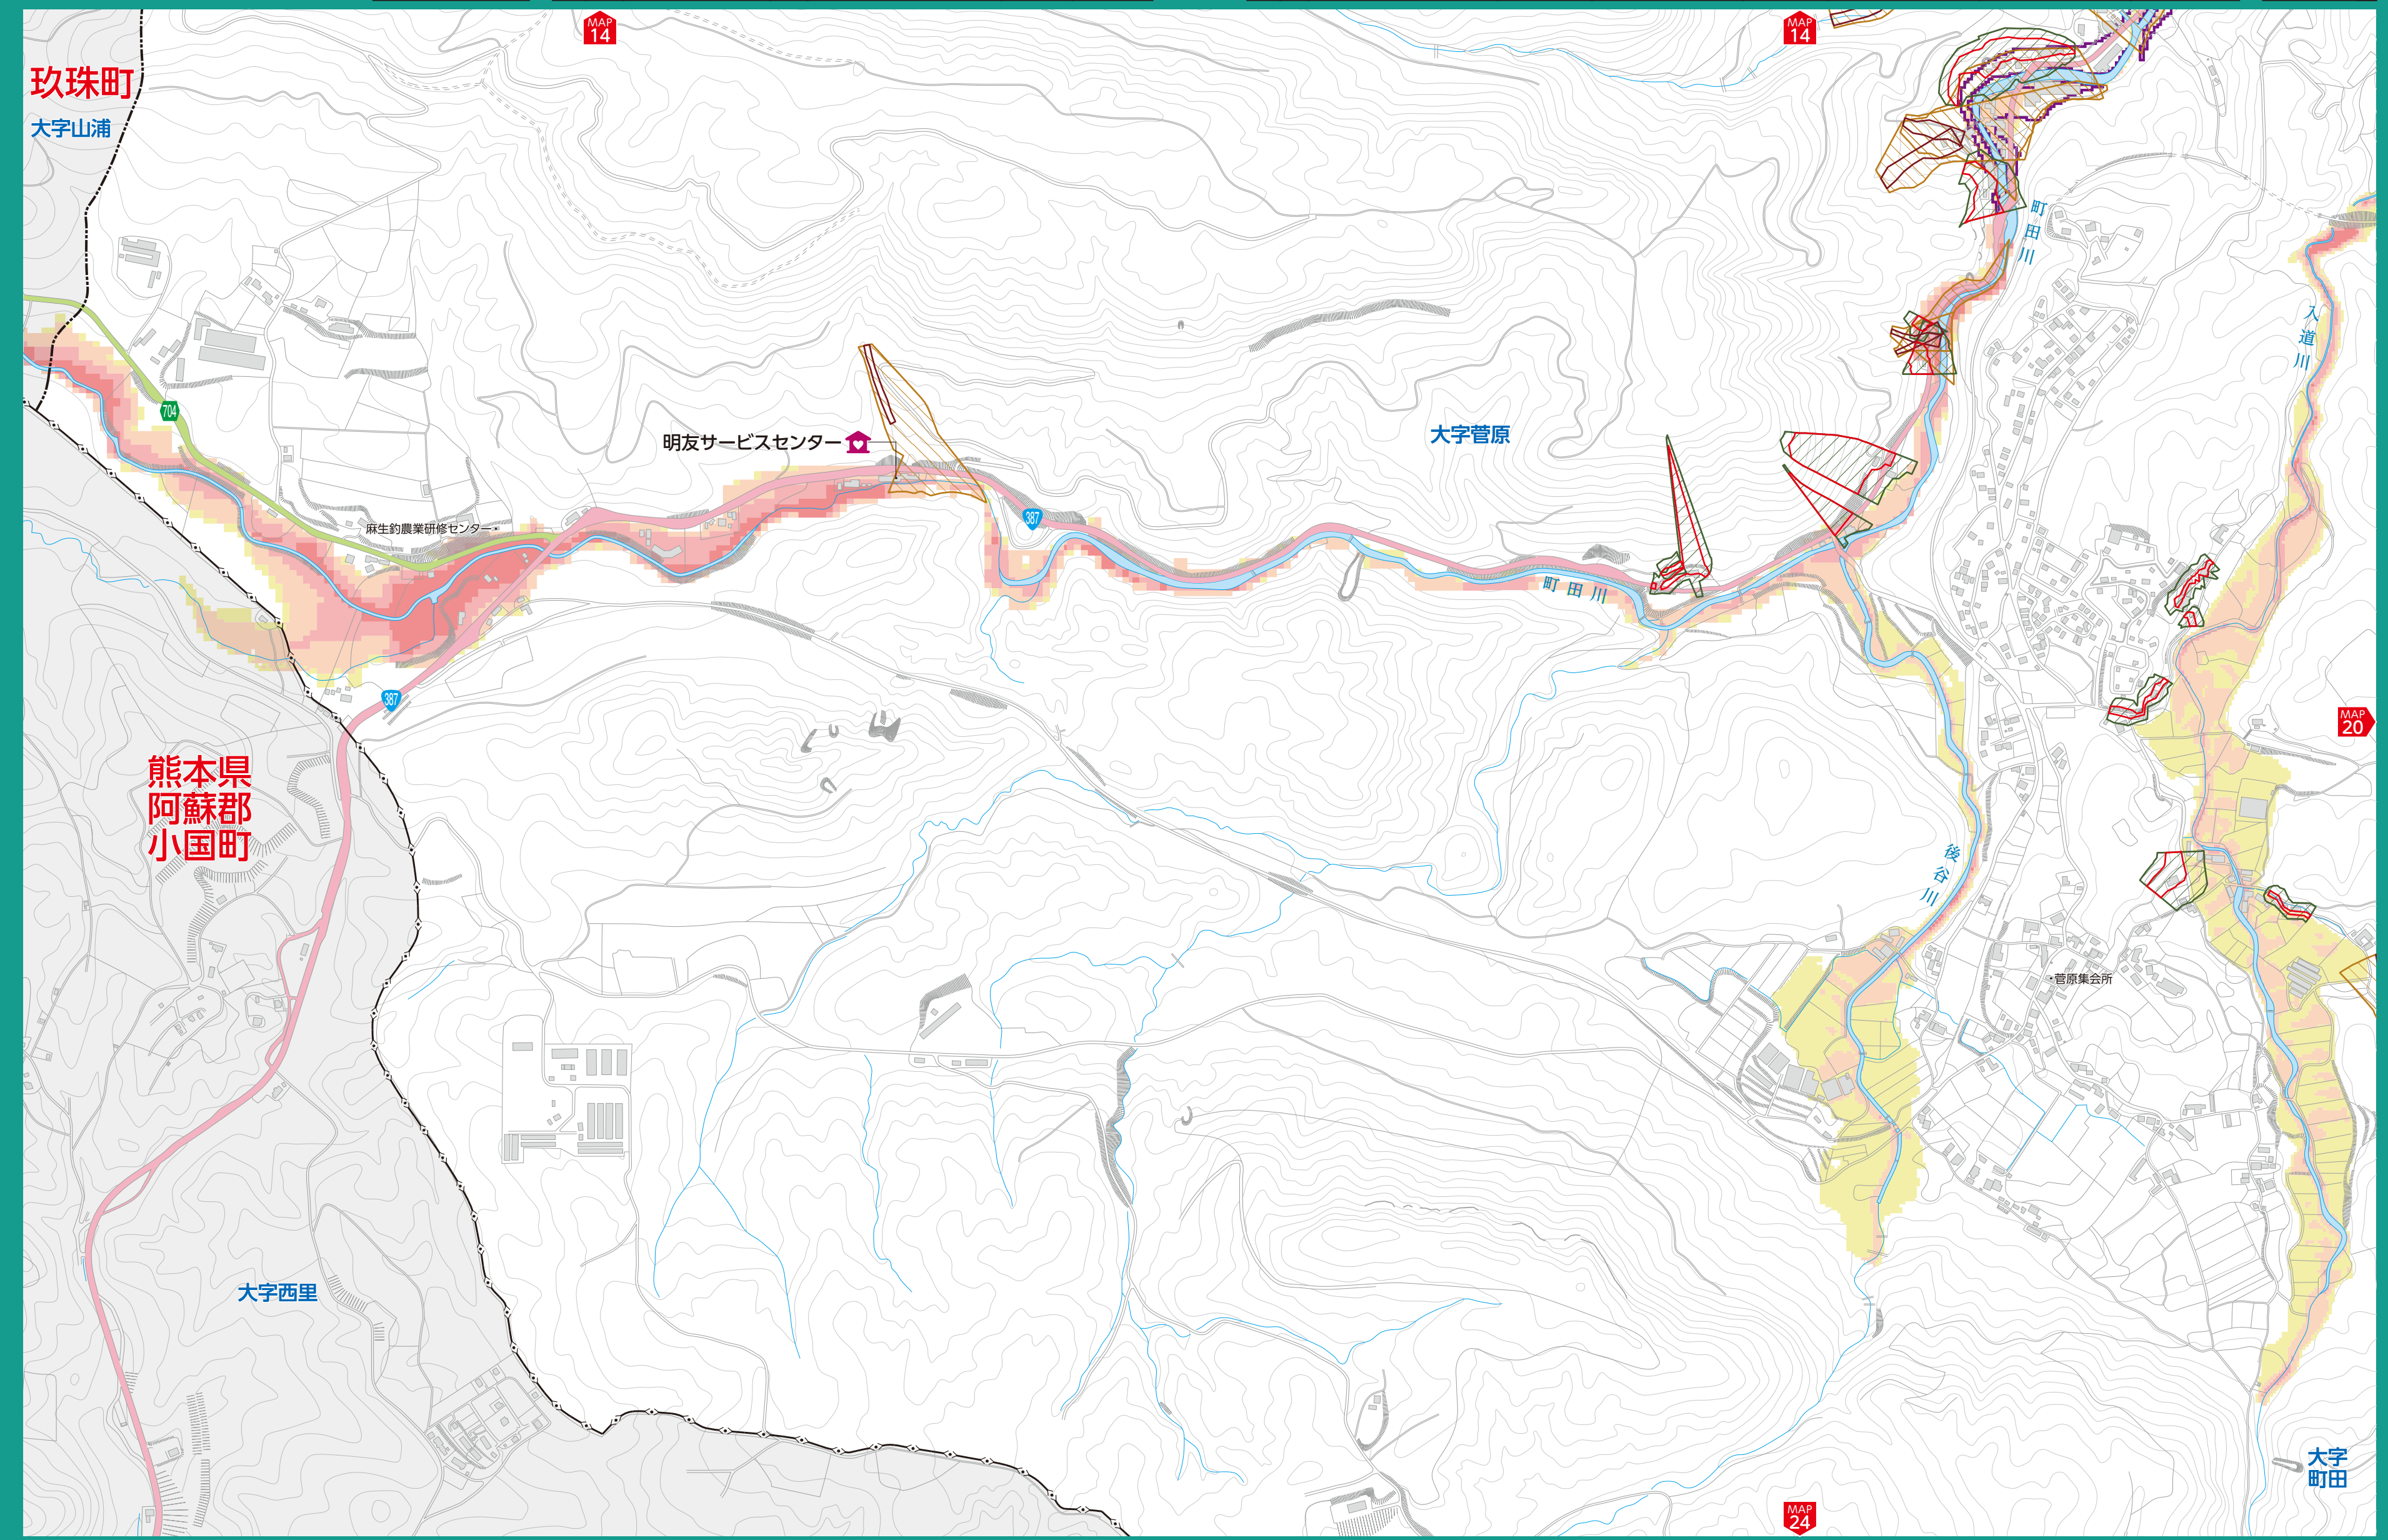 MAP
14
MAP
14
玖珠町
大字山浦
町田川
入道川
704
明友サービスセンター
大字菅原
387
麻生釣農業研修センター
町田川
387
MAP
20
熊本県
阿蘇郡
小国町
後谷川
菅原集会所
大字西里
大字
町田
MAP
24